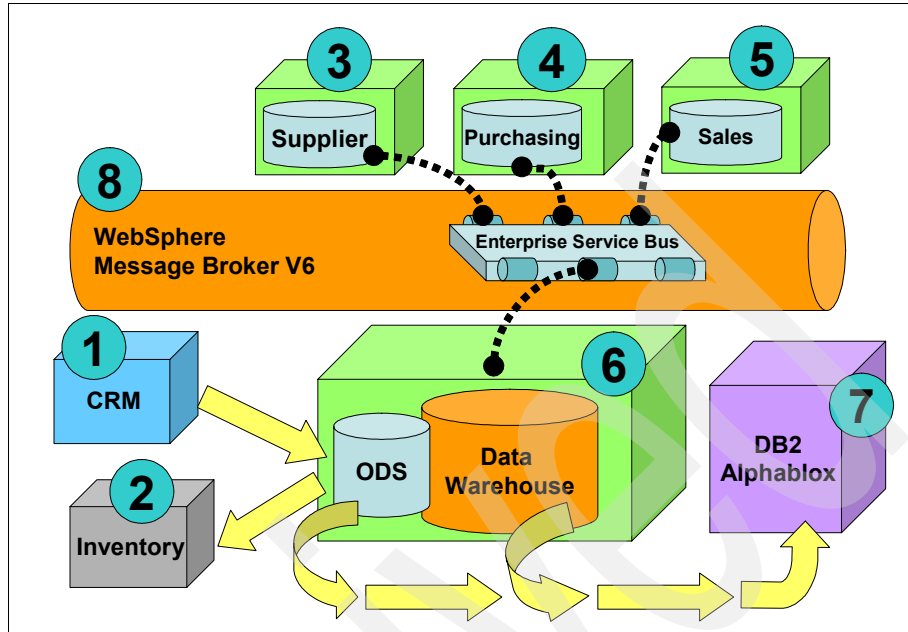 3
4
5
Supplier
Purchasing
Sales
8
WebSphere
Message Broker V6
Enterprise Service Bus
1
CRM
6
ODS
Data
Warehouse
7
DB2
Alphablox
2
Inventory